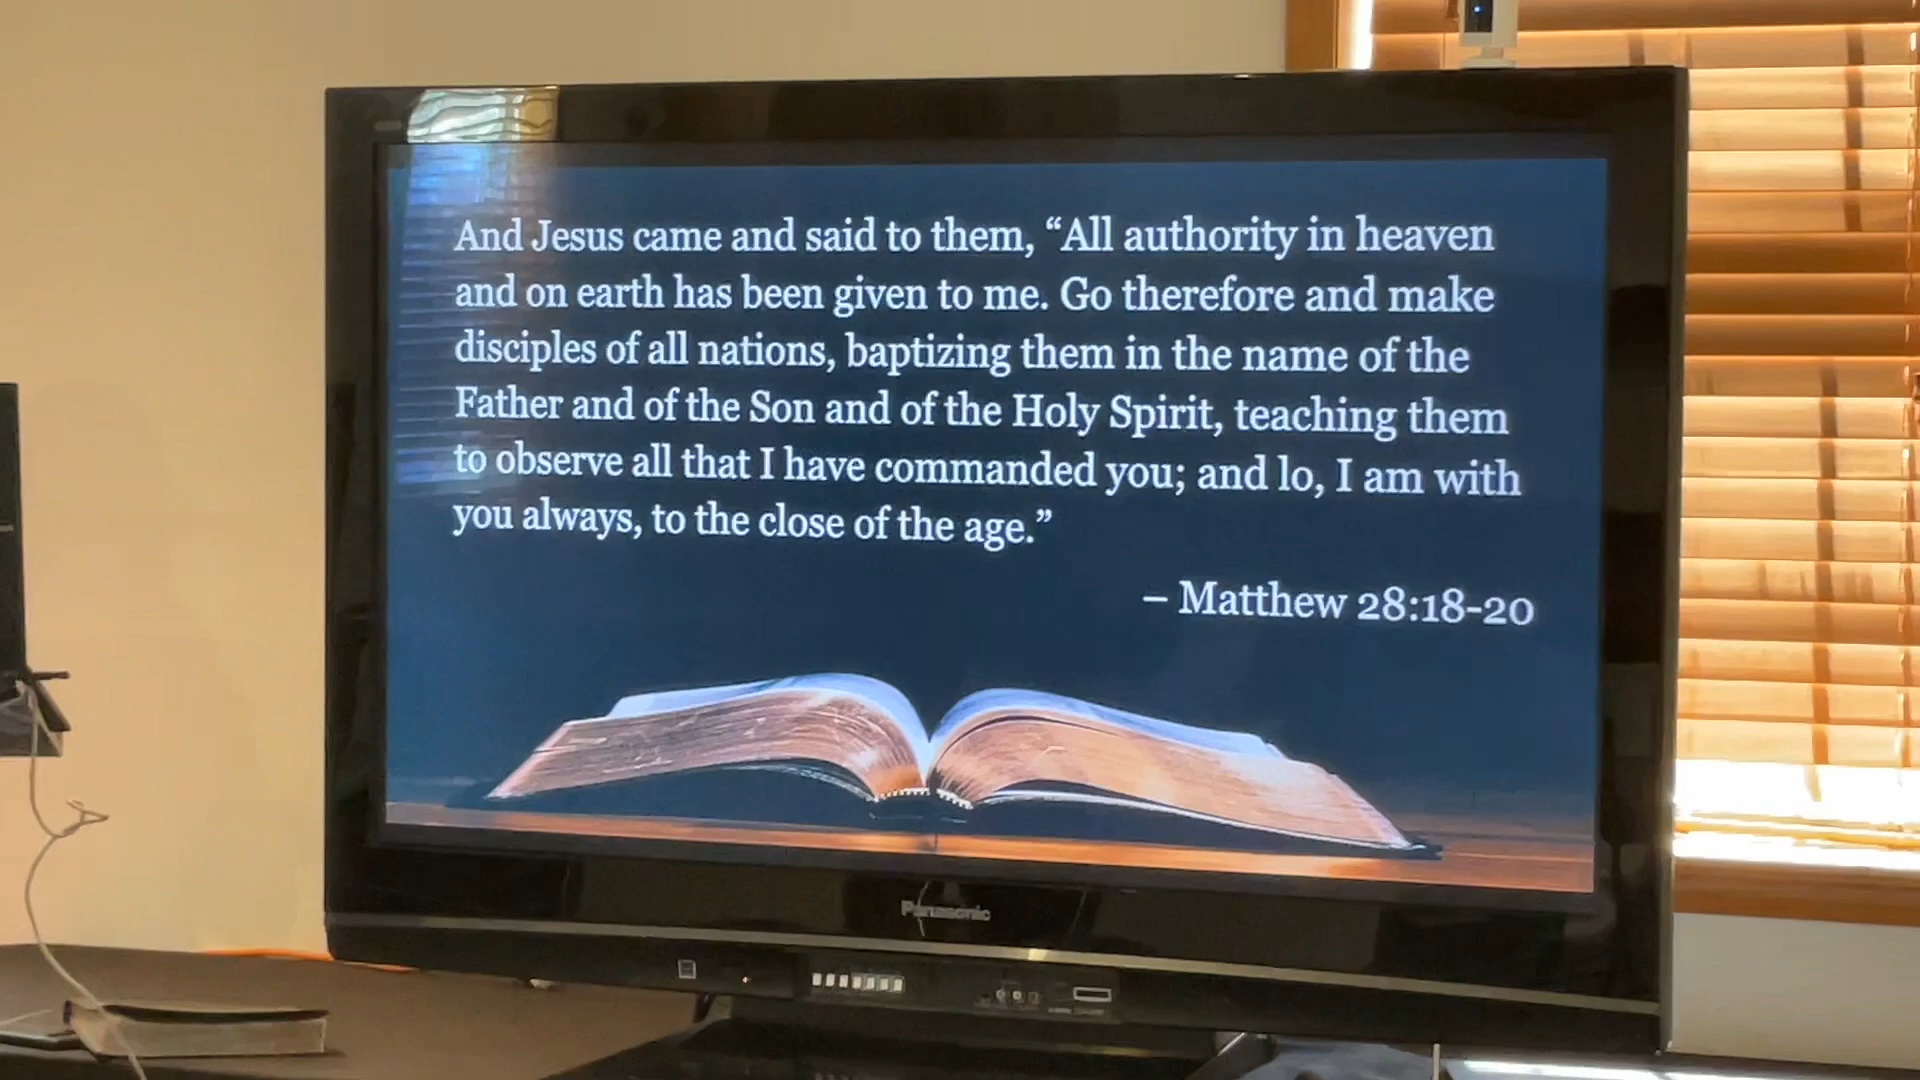 And Jesus came and said to them, “All authority in heaven
and on earth has been given to me. Go therefore and make
disciples of all nations, baptizing them in the name of the
Father and of the Son and of the Holy Spirit, teaching them
to observe all that I have commanded you; and lo, I am with
you always, to the close of the age.”
– Matthew 28:18-20
Panasonic